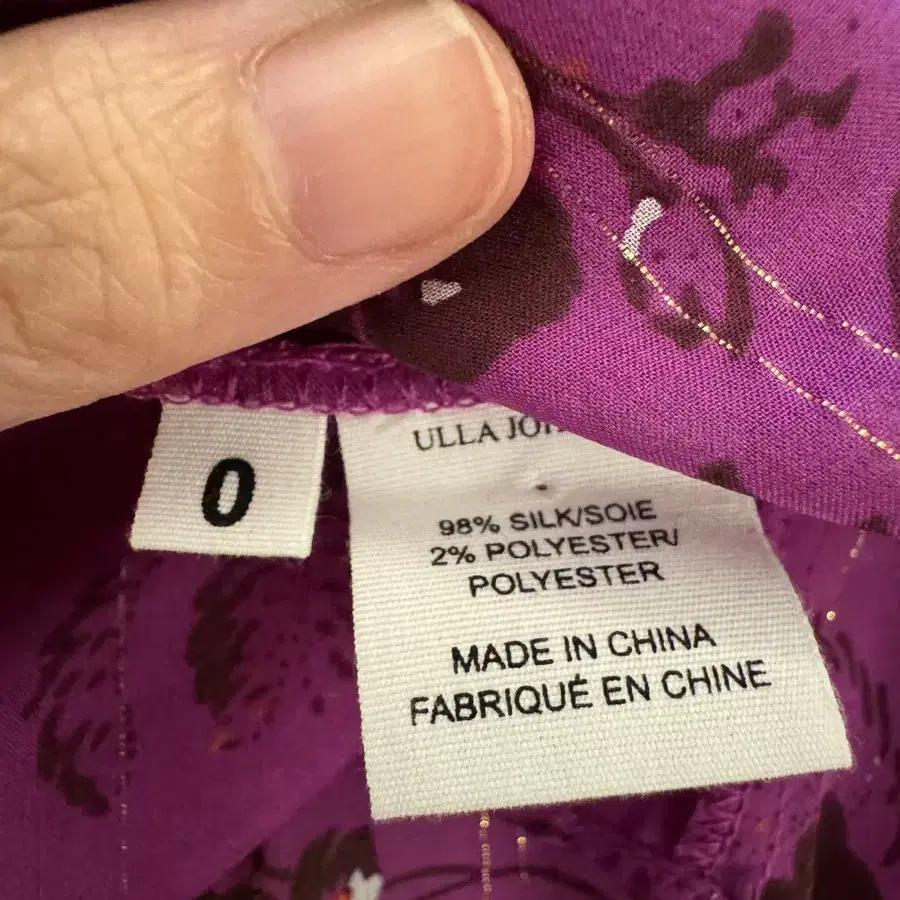 0
ULLA
98% SILK/SOIE
2% POLYESTER/
POLYESTER
MADE IN CHINA
FABRIQUÉ EN CHINE